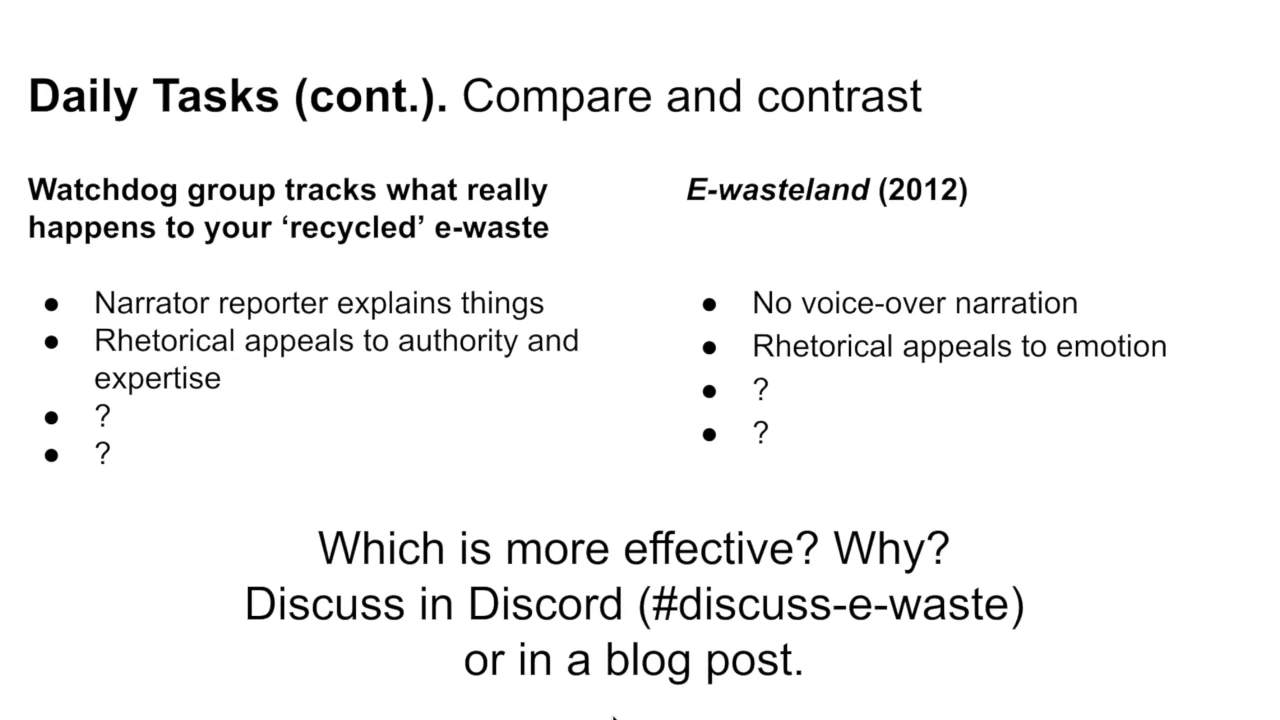 Daily Tasks (cont.). Compare and contrast
Watchdog group tracks what really
happens to your ‘recycled’ e-waste
● Narrator reporter explains things
● Rhetorical appeals to authority and
expertise
● ?
● ?
E-wasteland (2012)
● No voice-over narration
● Rhetorical appeals to emotion
● ?
● ?
Which is more effective? Why?
Discuss in Discord (#discuss-e-waste)
or in a blog post.